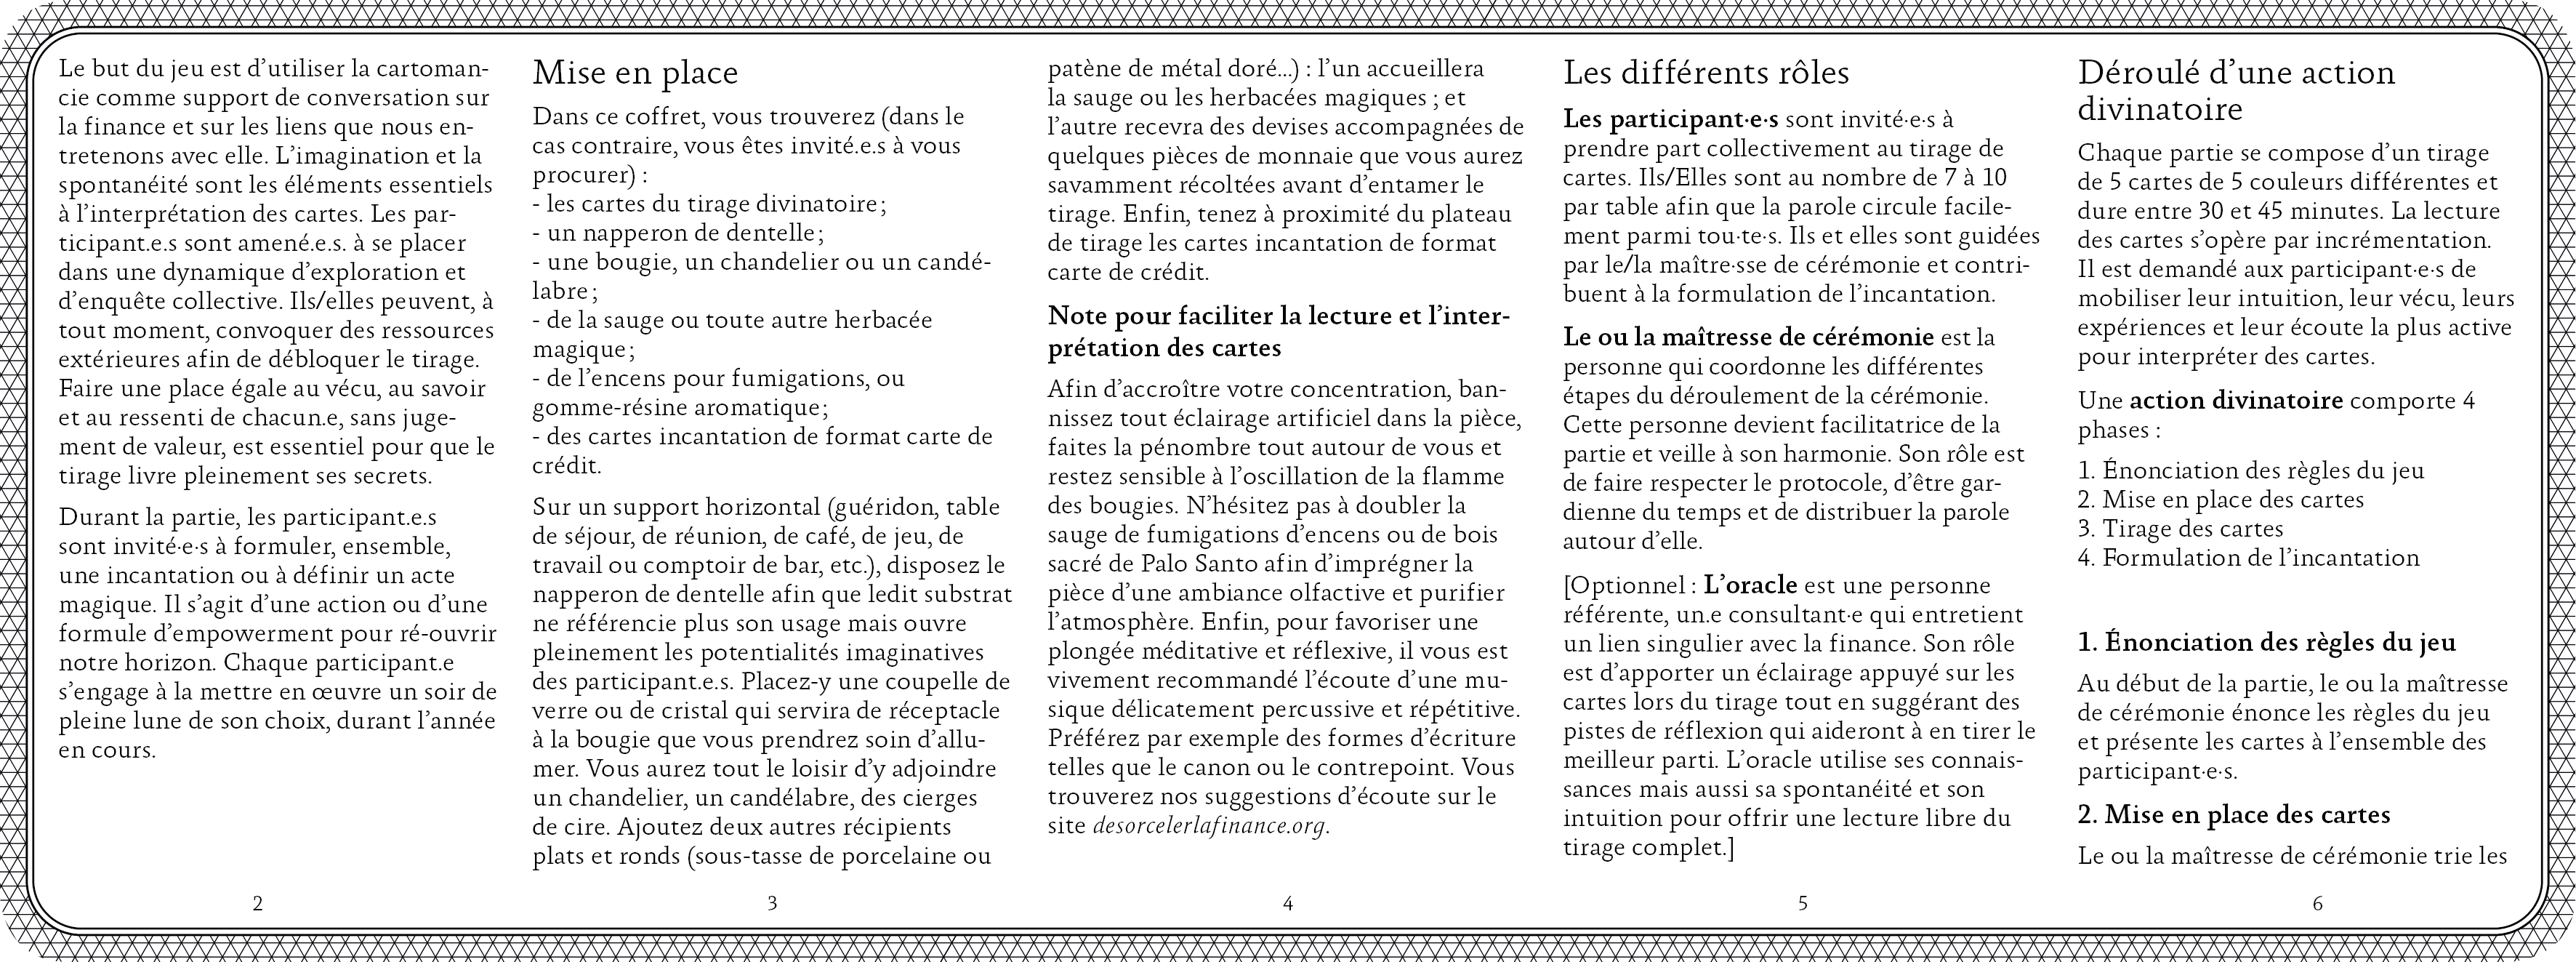 Le but du jeu est d’utiliser la cartoman-
cie comme support de conversation sur
la finance et sur les liens que nous en-
tretenons avec elle. L’imagination et la
spontanéité sont les éléments essentiels
à l’interprétation des cartes. Les par-
ticipant.e.s sont amené.e.s. à se placer
dans une dynamique d’exploration et
d’enquête collective. Ils/elles peuvent, à
tout moment, convoquer des ressources
extérieures afin de débloquer le tirage.
Faire une place égale au vécu, au savoir
et au ressenti de chacun.e, sans juge-
ment de valeur, est essentiel pour que le
tirage livre pleinement ses secrets.
Durant la partie, les participant.e.s
sont invité·e·s à formuler, ensemble,
une incantation ou à définir un acte
magique. Il s’agit d’une action ou d’une
formule d’empowerment pour ré-ouvrir
notre horizon. Chaque participant.e
s’engage à la mettre en œuvre un soir de
pleine lune de son choix, durant l’année
en cours.
2
Mise en place
Dans ce coffret, vous trouverez (dans le
cas contraire, vous êtes invité.e.s à vous
procurer) :
- les cartes du tirage divinatoire;
- un napperon de dentelle;
- une bougie, un chandelier ou un candé-
labre;
- de la sauge ou toute autre herbacée
magique;
- de l’encens pour fumigations, ou
gomme-résine aromatique;
- des cartes incantation de format carte de
crédit.
Sur un support horizontal (guéridon, table
de séjour, de réunion, de café, de jeu, de
travail ou comptoir de bar, etc.), disposez le
napperon de dentelle afin que ledit substrat
ne référencie plus son usage mais ouvre
pleinement les potentialités imaginatives
des participant.e.s. Placez-y une coupelle de
verre ou de cristal qui servira de réceptacle
à la bougie que vous prendrez soin d’allu-
mer. Vous aurez tout le loisir d’y adjoindre
un chandelier, un candélabre, des cierges
de cire. Ajoutez deux autres récipients
plats et ronds (sous-tasse de porcelaine ou
3
patène de métal doré...) : l’un accueillera
la sauge ou les herbacées magiques ; et
l’autre recevra des devises accompagnées de
quelques pièces de monnaie que vous aurez
savamment récoltées avant d’entamer le
tirage. Enfin, tenez à proximité du plateau
de tirage les cartes incantation de format
carte de crédit.
Note pour faciliter la lecture et l’inter-
prétation des cartes
Afin d’accroître votre concentration, ban-
nissez tout éclairage artificiel dans la pièce,
faites la pénombre tout autour de vous et
restez sensible à l’oscillation de la flamme
des bougies. N’hésitez pas à doubler la
sauge de fumigations d’encens ou de bois
sacré de Palo Santo afin d’imprégner la
pièce d’une ambiance olfactive et purifier
l’atmosphère. Enfin, pour favoriser une
plongée méditative et réflexive, il vous est
vivement recommandé l’écoute d’une mu-
sique délicatement percussive et répétitive.
Préférez par exemple des formes d’écriture
telles que le canon ou le contrepoint. Vous
trouverez nos suggestions d’écoute sur le
site desorcelerlafinance.org.
4
Les différents rôles
Les participant·e·s sont invité·e·s à
prendre part collectivement au tirage de
cartes. Ils/Elles sont au nombre de 7 à 10
par table afin que la parole circule facile-
ment parmi tou·te·s. Ils et elles sont guidées
par le/la maître·sse de cérémonie et contri-
buent à la formulation de l’incantation.
Le ou la maîtresse de cérémonie est la
personne qui coordonne les différentes
étapes du déroulement de la cérémonie.
Cette personne devient facilitatrice de la
partie et veille à son harmonie. Son rôle est
de faire respecter le protocole, d’être gar-
dienne du temps et de distribuer la parole
autour d’elle.
[Optionnel : L’oracle est une personne
référente, un.e consultant·e qui entretient
un lien singulier avec la finance. Son rôle
est d’apporter un éclairage appuyé sur les
cartes lors du tirage tout en suggérant des
pistes de réflexion qui aideront à en tirer le
meilleur parti. L’oracle utilise ses connais-
sances mais aussi sa spontanéité et son
intuition pour offrir une lecture libre du
tirage complet.]
5
Déroulé d’une action
divinatoire
Chaque partie se compose d’un tirage
de 5 cartes de 5 couleurs différentes et
dure entre 30 et 45 minutes. La lecture
des cartes s’opère par incrémentation.
Il est demandé aux participant·e·s de
mobiliser leur intuition, leur vécu, leurs
expériences et leur écoute la plus active
pour interpréter des cartes.
Une action divinatoire comporte 4
phases :
1. Énonciation des règles du jeu
2. Mise en place des cartes
3. Tirage des cartes
4. Formulation de l’incantation
1. Énonciation des règles du jeu
Au début de la partie, le ou la maîtresse
de cérémonie énonce les règles du jeu
et présente les cartes à l’ensemble des
participant·e·s.
2. Mise en place des cartes
Le ou la maîtresse de cérémonie trie les
6